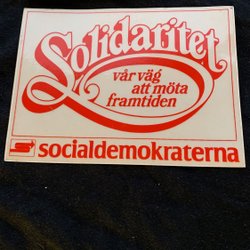 Solidaritet
vår väg
att möta
framtiden
socialdemokraterna